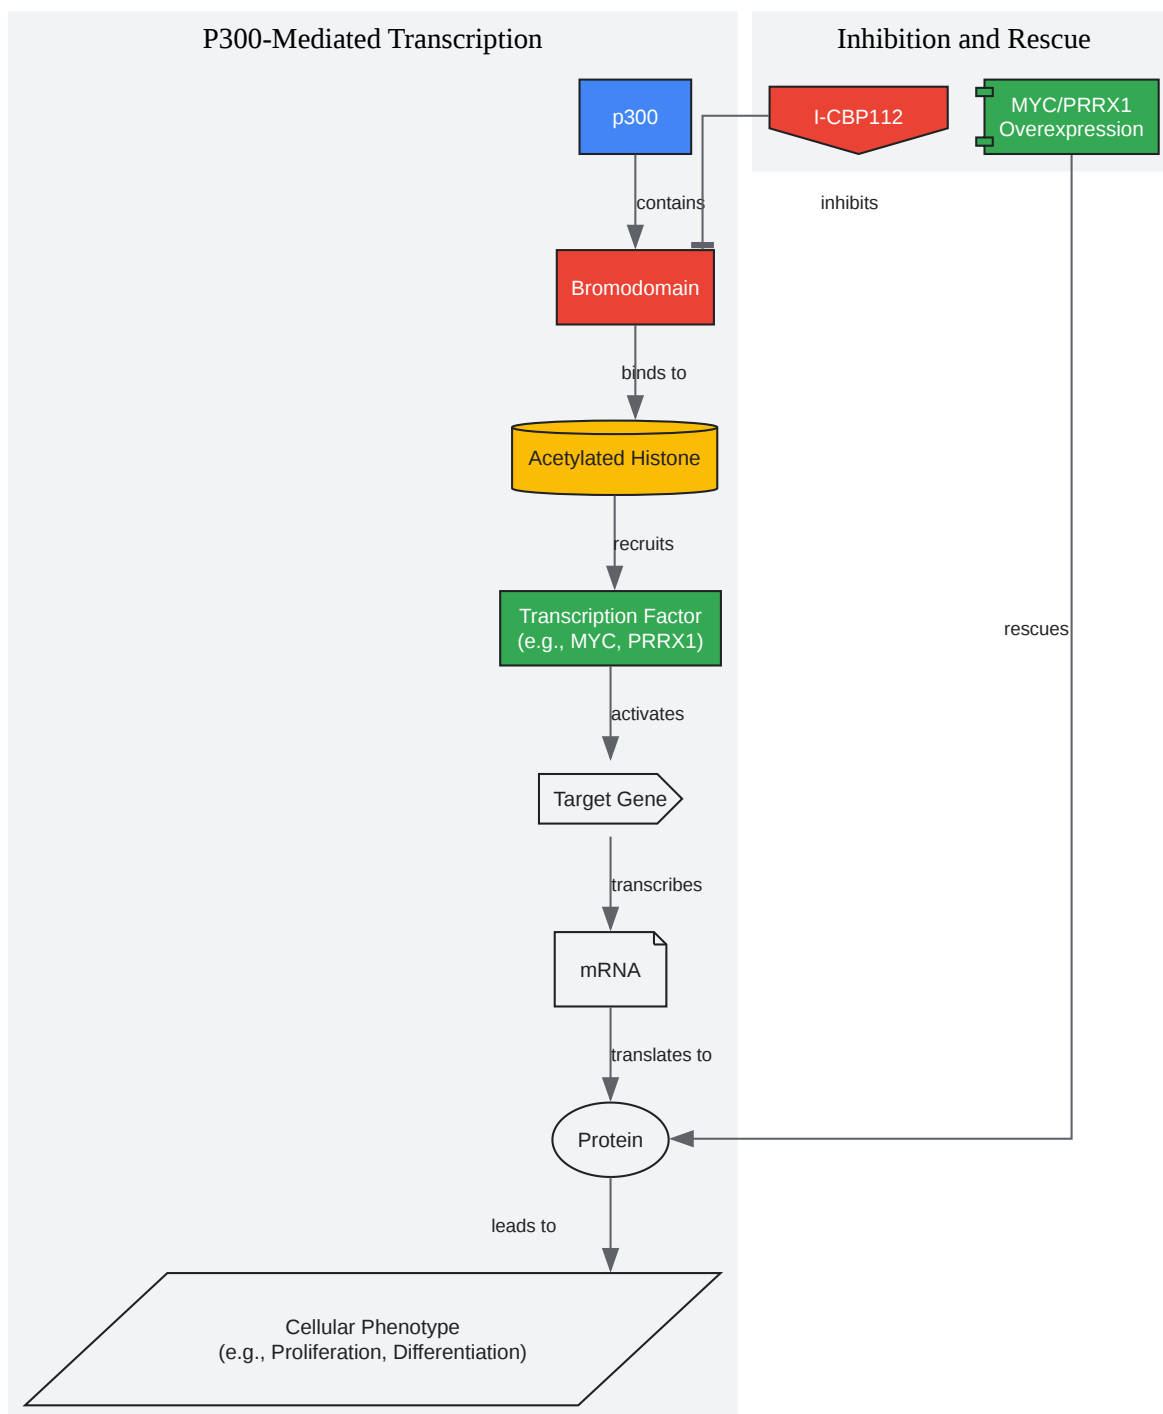 P300-Mediated Transcription
Inhibition and Rescue
p300
I-CBP112
MYC/PRRX1
Overexpression
contains
inhibits
Bromodomain
binds to
Acetylated Histone
recruits
Transcription Factor
(e.g., MYC, PRRX1)
rescues
activates
Target Gene
transcribes
mRNA
translates to
Protein
leads to
Cellular Phenotype
(e.g., Proliferation, Differentiation)